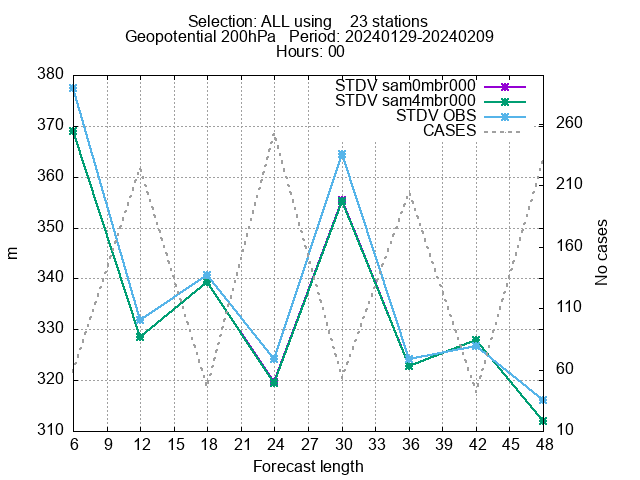 Selection: ALL using    23 stations
Geopotential 200hPa   Period: 20240129-20240209
Hours: 00
STDV sam0mbr000
STDV sam4mbr000
STDV OBS
CASES
380
370
360
350
340
330
320
310
m
260
210
160
110
60
10
No cases
6 9 12 15 18 21 24 27 30 33 36 39 42 45 48
Forecast length